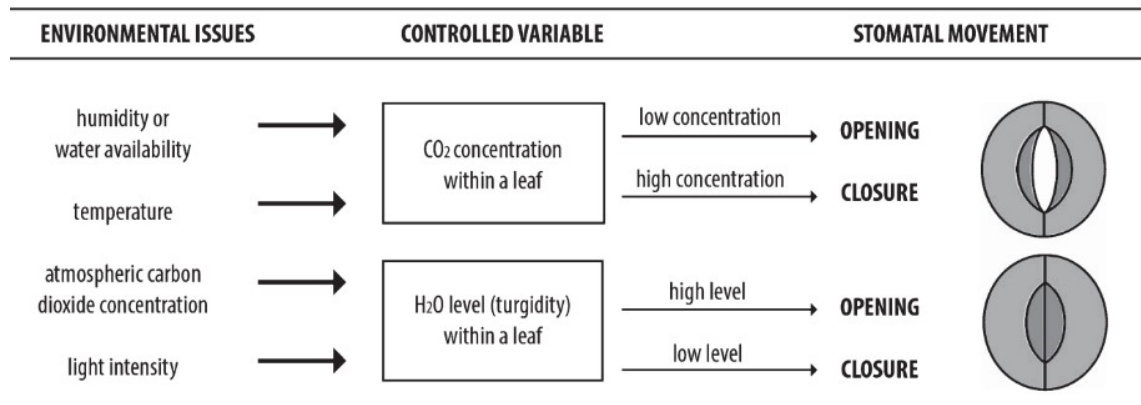 ENVIRONMENTAL ISSUES
CONTROLLED VARIABLE
STOMATAL MOVEMENT
humidity or
water availability
temperature
atmospheric carbon
dioxide concentration
light intensity
CO₂ concentration
within a leaf
H₂O level (turgidity)
within a leaf
low concentration
high concentration
high level
low level
OPENING
CLOSURE
OPENING
CLOSURE